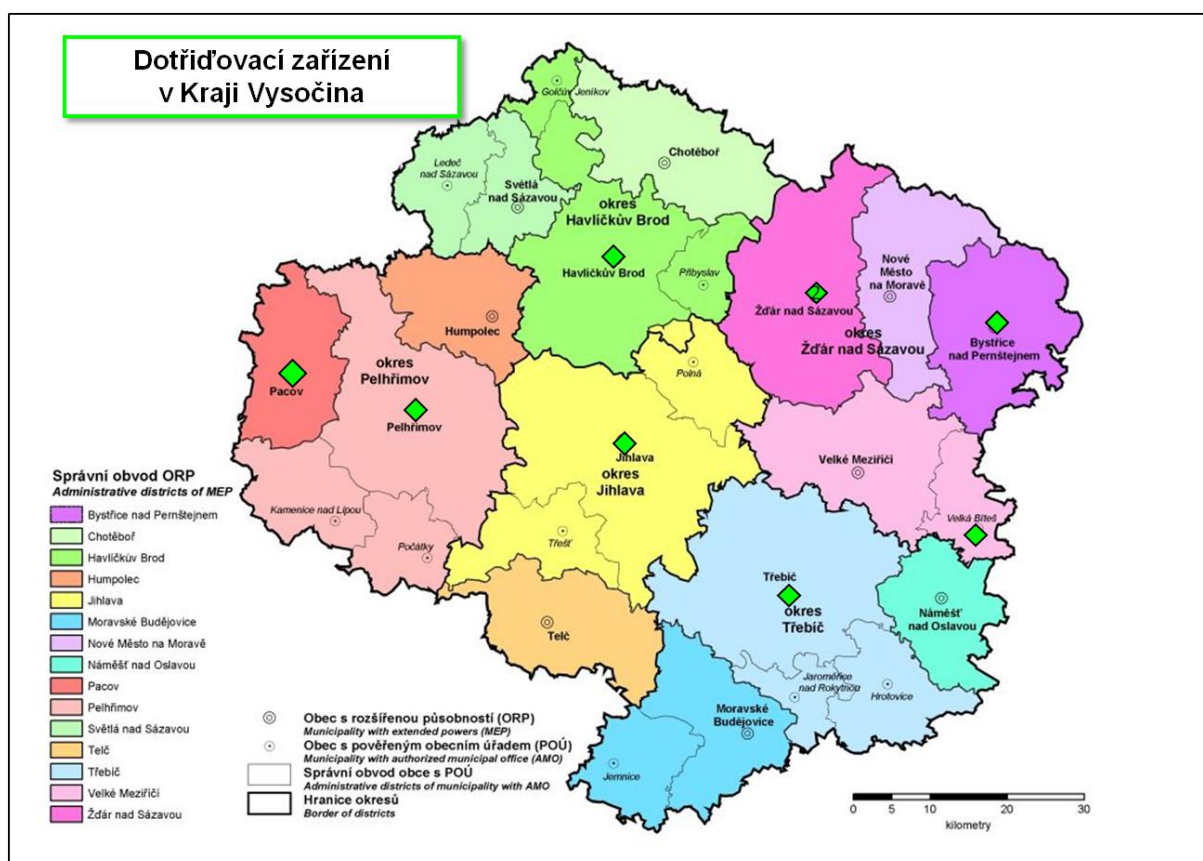 Dotřiďovací zařízení
v Kraji Vysočina
Golčův Jeníkov
Chotěboř
Ledeč
nad Sázavou
Světlá
nad Sázavou
okres
Havlíčkův Brod
Havlíčkův Brod
Přibyslav
Nové
Město
na Moravě
Žďár nad Sázavou
okres
Žďár nad Sázavou
Bystřice
nad Pernštejnem
Humpolec
okres
Pelhřimov
Pacov
Pelhřimov
Polná
Jihlava
okres
Jihlava
Velké Meziříčí
Velká Bíteš
Kamenice nad Lipou
Počátky
Třešť
Třebíč
okres
Třebíč
Náměšť
nad Oslavou
Telč
Jaroměřice
nad Rokytnou
Hrotovice
Moravské
Budějovice
Jemnice
Správní obvod ORP
Administrative districts of MEP
Bystřice nad Pernštejnem
Chotěboř
Havlíčkův Brod
Humpolec
Jihlava
Moravské Budějovice
Nové Město na Moravě
Náměšť nad Oslavou
Pacov
Pelhřimov
Světlá nad Sázavou
Telč
Třebíč
Velké Meziříčí
Žďár nad Sázavou
Obec s rozšířenou působností (ORP)
Municipality with extended powers (MEP)
Obec s pověřeným obecním úřadem (POÚ)
Municipality with authorized municipal office (AMO)
Správní obvod obce s POÚ
Administrative districts of municipality with AMO
Hranice okresů
Border of districts
0 5 10 20 30
kilometry